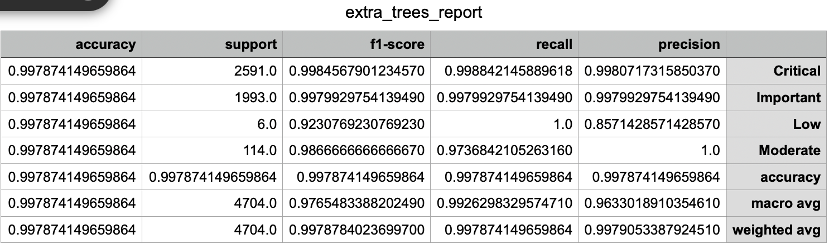 extra_trees_report
accuracy support f1-score recall precision
0.997874149659864 2591.0 0.9984567901234570 0.998842145889618 0.9980717315850370 Critical
0.997874149659864 1993.0 0.9979929754139490 0.9979929754139490 0.9979929754139490 Important
0.997874149659864 6.0 0.9230769230769230 1.0 0.8571428571428570 Low
0.997874149659864 114.0 0.9866666666666670 0.9736842105263160 1.0 Moderate
0.997874149659864 0.997874149659864 0.997874149659864 0.997874149659864 0.997874149659864 accuracy
0.997874149659864 4704.0 0.9765483388202490 0.9926298329574710 0.9633018910354610 macro avg
0.997874149659864 4704.0 0.9978784023699700 0.997874149659864 0.9979053387924510 weighted avg